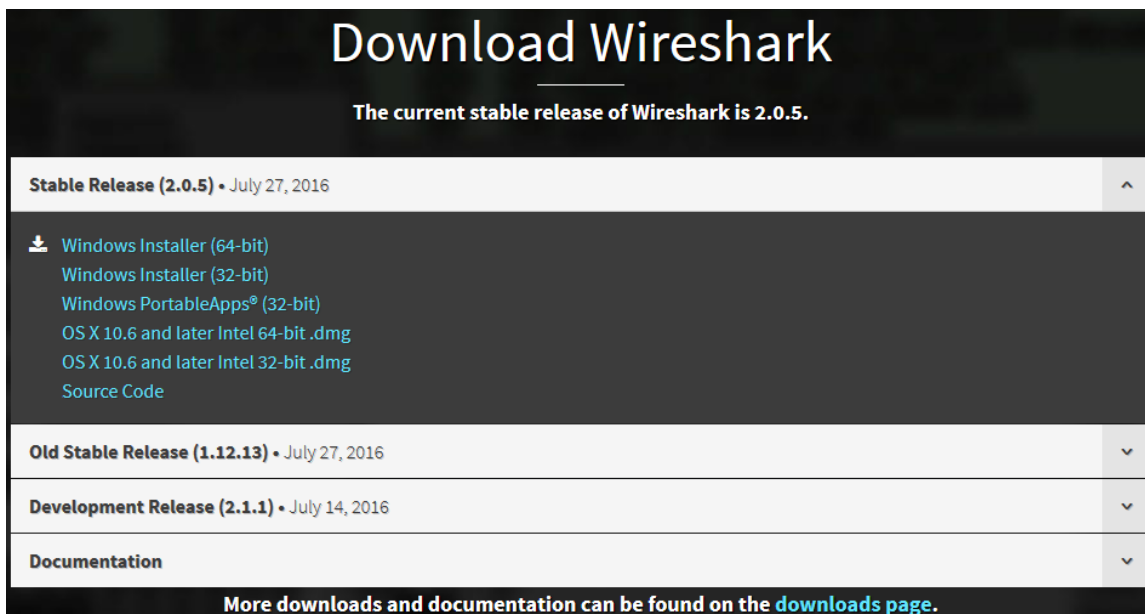 Download Wireshark
The current stable release of Wireshark is 2.0.5.
Stable Release (2.0.5) • July 27, 2016
Windows Installer (64-bit)
Windows Installer (32-bit)
Windows PortableApps® (32-bit)
OS X 10.6 and later Intel 64-bit .dmg
OS X 10.6 and later Intel 32-bit .dmg
Source Code
Old Stable Release (1.12.13) • July 27, 2016
Development Release (2.1.1) • July 14, 2016
Documentation
More downloads and documentation can be found on the downloads page.